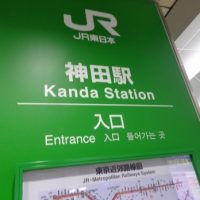 JR
JR東日本
神田駅
Kanda Station
入口
Entrance 入口 들어가는 곳
東京近郊路線図
JR-Metropolitan Railways System